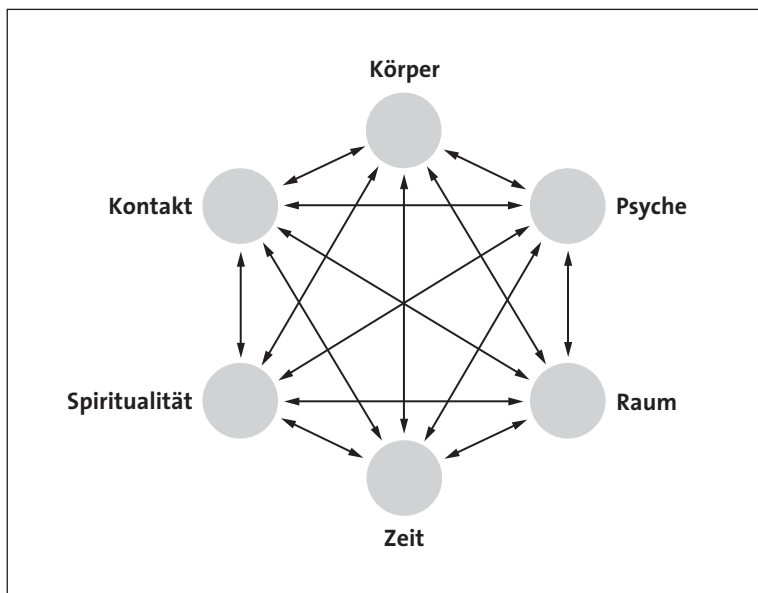 Körper
Kontakt
Psyche
Spiritualität
Raum
Zeit